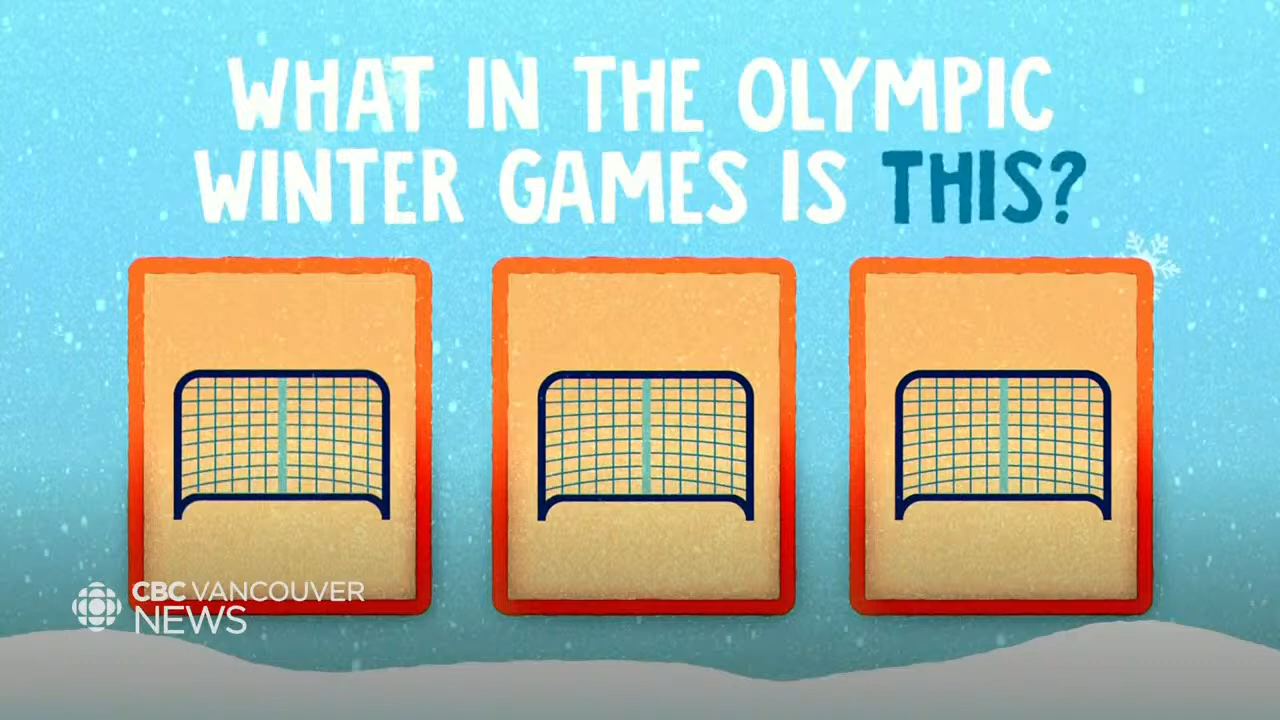 WHAT IN THE OLYMPIC
WINTER GAMES IS THIS?
CBC VANCOUVER
NEWS